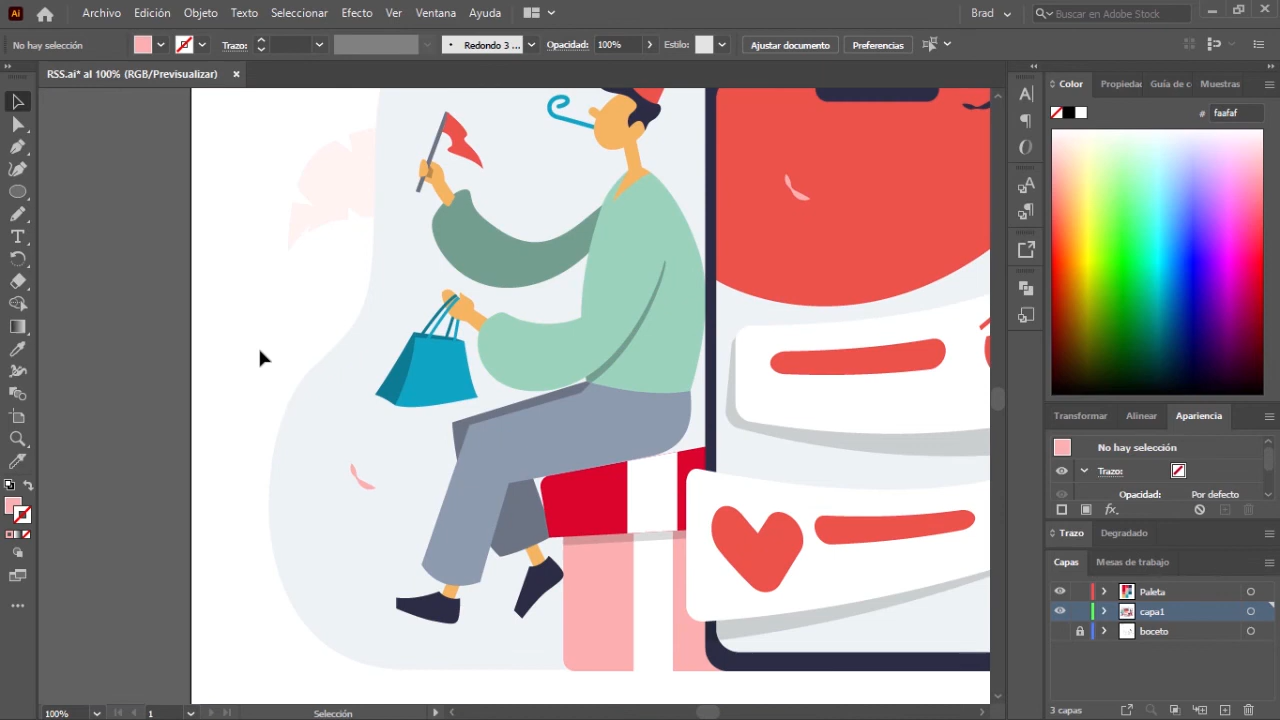 Ai Archivo Edición Objeto Texto Seleccionar Efecto Ver Ventana Ayuda Brad Buscar en Adobe Stock
No hay selección Trazo: Redondo 3 ... Opacidad: 100% Estilo: Ajustar documento Preferencias
RSS.ai* al 100% (RGB/Previsualizar) ×
Color Propiedad Guía de co Muestras
# faafaf
Transformar Alinear Apariencia
No hay selección
Trazo:
Opacidad: Por defecto
fx.
Trazo Degradado
Capas Mesas de trabajo
Paleta
capa1
boceto
3 capas
100% 1 Selección